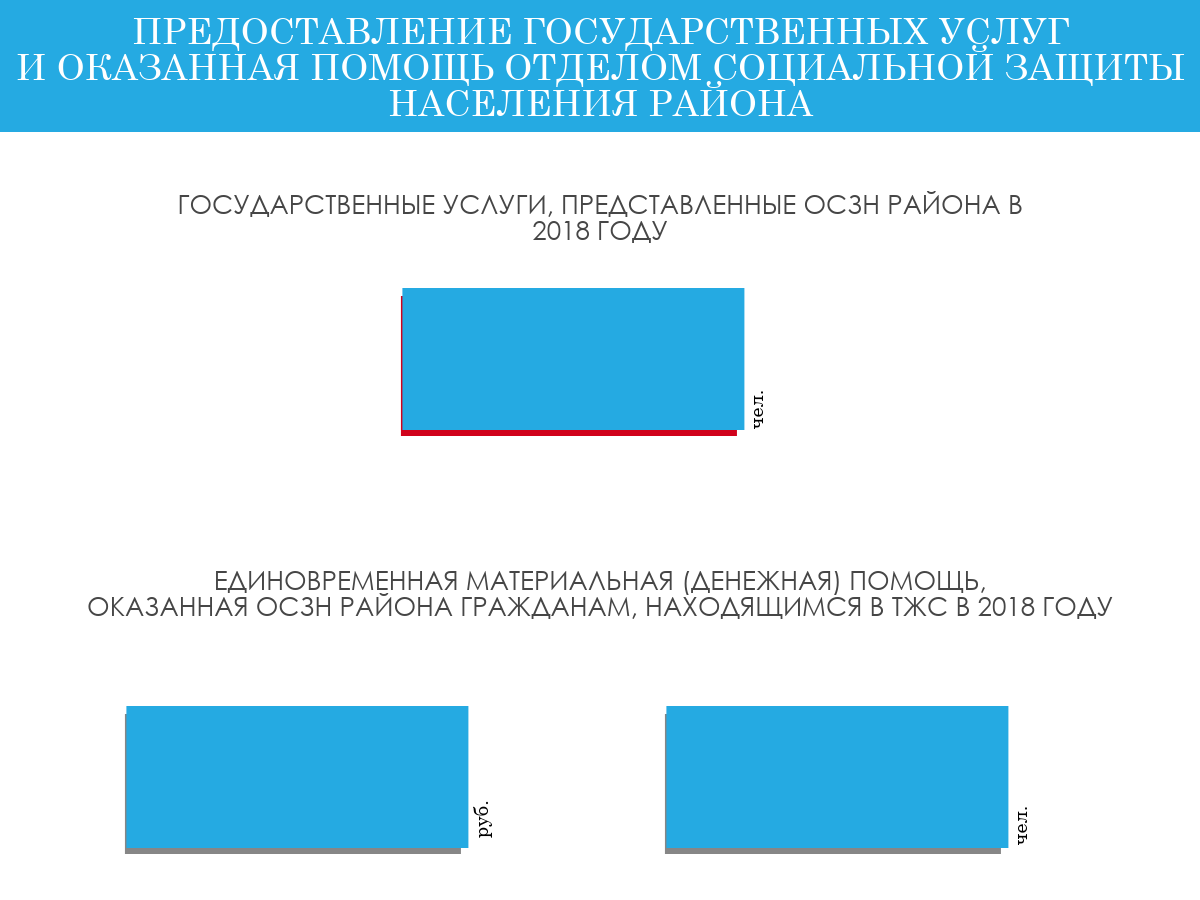 ПРЕДОСТАВЛЕНИЕ ГОСУДАРСТВЕННЫХ УСЛУГ
И ОКАЗАННАЯ ПОМОЩЬ ОТДЕЛОМ СОЦИАЛЬНОЙ ЗАЩИТЫ
НАСЕЛЕНИЯ РАЙОНА
ГОСУДАРСТВЕННЫЕ УСЛУГИ, ПРЕДСТАВЛЕННЫЕ ОСЗН РАЙОНА В
2018 ГОДУ
чел.
ЕДИНОВРЕМЕННАЯ МАТЕРИАЛЬНАЯ (ДЕНЕЖНАЯ) ПОМОЩЬ,
ОКАЗАННАЯ ОСЗН РАЙОНА ГРАЖДАНАМ, НАХОДЯЩИМСЯ В ТЖС В 2018 ГОДУ
руб.
чел.